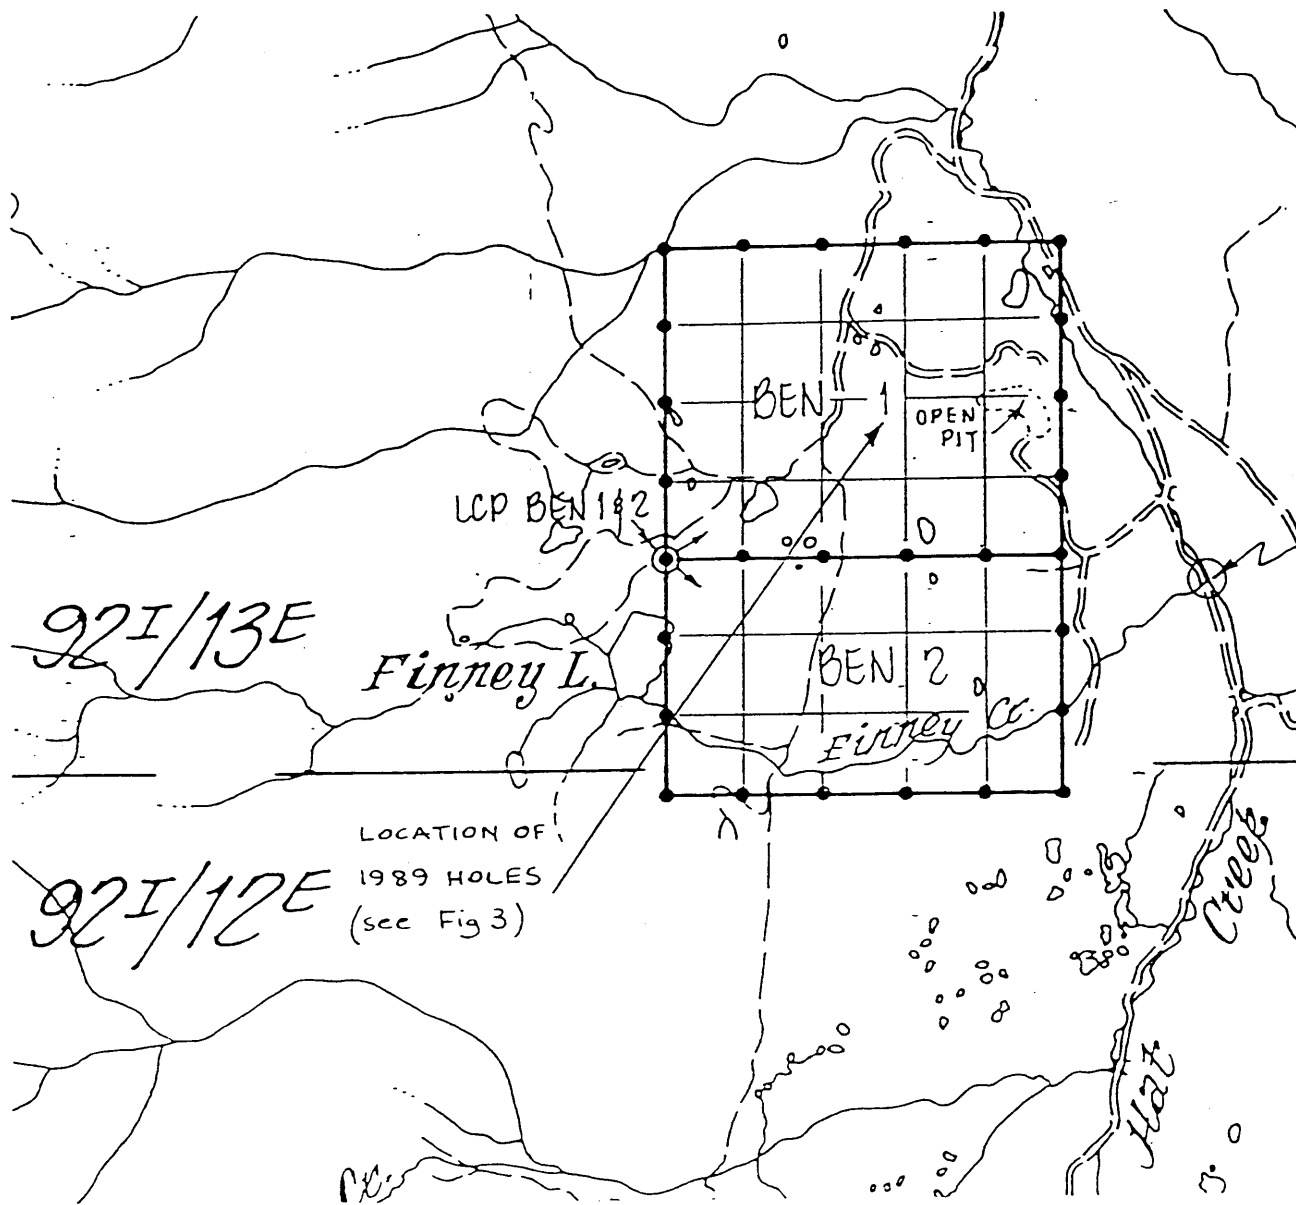 BEN 1
OPEN
PIT
LCP BEN 1&2
92I/13E
Finney L.
BEN 2
Finney Cr.
LOCATION OF
1989 HOLES
(see Fig 3)
92I/12E
Hat Creek